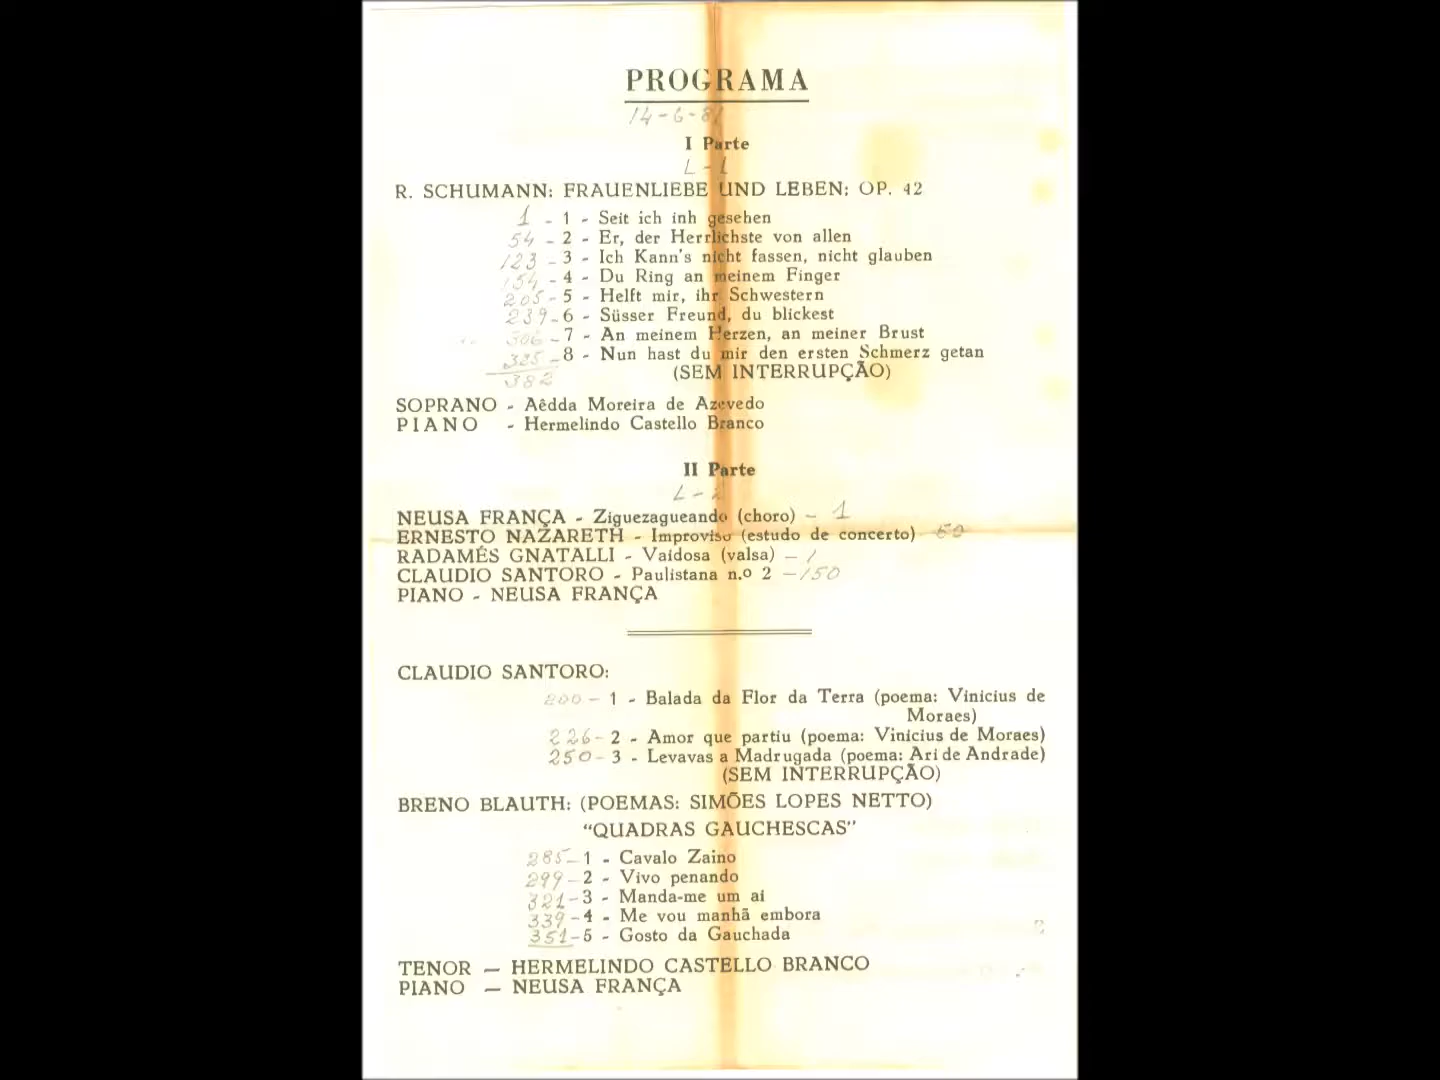 PROGRAMA
14-6-81
I Parte
L-1
R. SCHUMANN: FRAUENLIEBE UND LEBEN: OP. 42
1 - 1 - Seit ich inh gesehen
54 - 2 - Er, der Herrlichste von allen
123 - 3 - Ich Kann's nicht fassen, nicht glauben
154 - 4 - Du Ring an meinem Finger
205 - 5 - Helft mir, ihr Schwestern
239 - 6 - Süsser Freund, du blickest
306 - 7 - An meinem Herzen, an meiner Brust
335 - 8 - Nun hast du mir den ersten Schmerz getan
382 (SEM INTERRUPÇÃO)
SOPRANO - Aêdda Moreira de Azevedo
PIANO - Hermelindo Castello Branco
II Parte
L-2
NEUSA FRANÇA - Ziguezagueando (choro) - 1
ERNESTO NAZARETH - Improviso (estudo de concerto) - 50
RADAMÉS GNATALLI - Vaidosa (valsa) - 1
CLAUDIO SANTORO - Paulistana n.º 2 - 150
PIANO - NEUSA FRANÇA
CLAUDIO SANTORO:
200 - 1 - Balada da Flor da Terra (poema: Vinicius de
Moraes)
226 - 2 - Amor que partiu (poema: Vinicius de Moraes)
250 - 3 - Levavas a Madrugada (poema: Ari de Andrade)
(SEM INTERRUPÇÃO)
BRENO BLAUTH: (POEMAS: SIMÕES LOPES NETTO)
"QUADRAS GAUCHESCAS"
285 - 1 - Cavalo Zaino
299 - 2 - Vivo penando
321 - 3 - Manda-me um ai
339 - 4 - Me vou manhã embora
351 - 5 - Gosto da Gauchada
TENOR — HERMELINDO CASTELLO BRANCO
PIANO — NEUSA FRANÇA